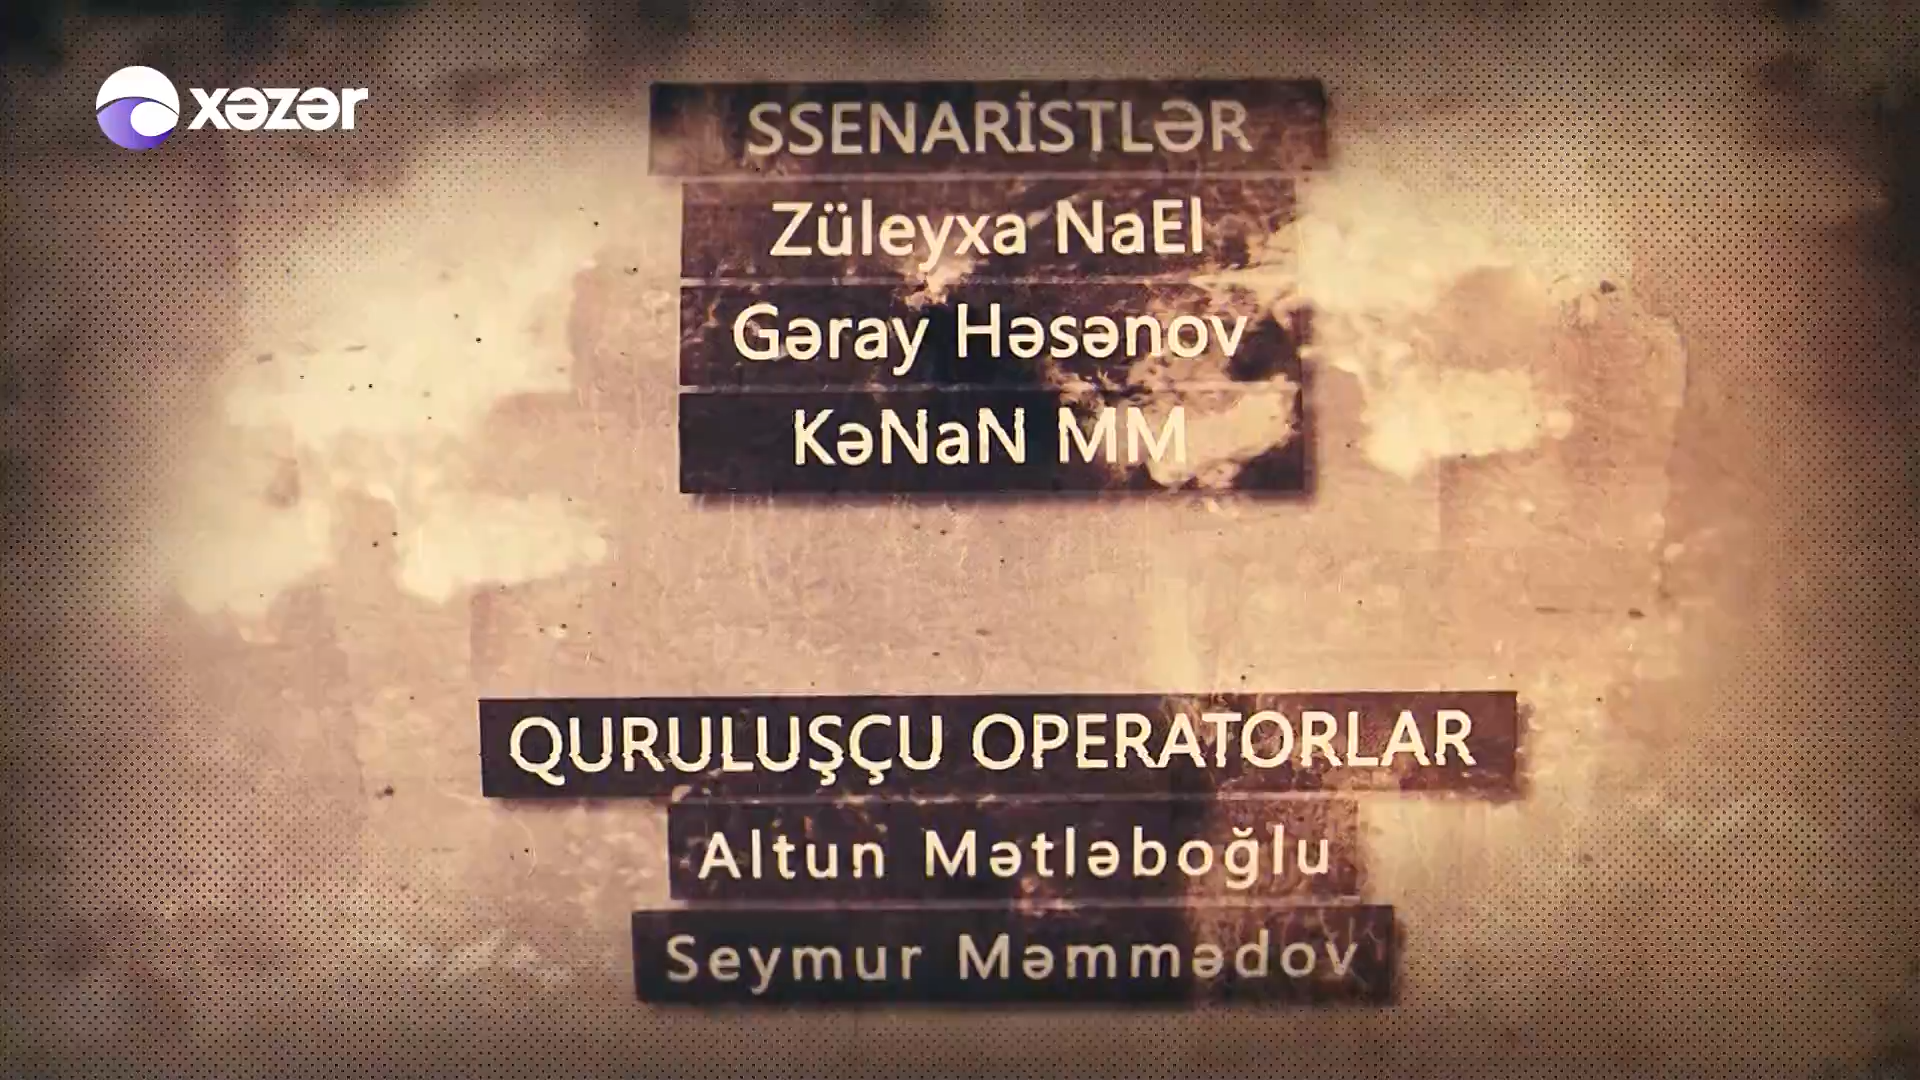 xəzər
SSENARİSTLƏR
Züleyxa NaEl
Gəray Həsənov
KəNaN MM
QURULUŞÇU OPERATORLAR
Altun Mətləboğlu
Seymur Məmmədov